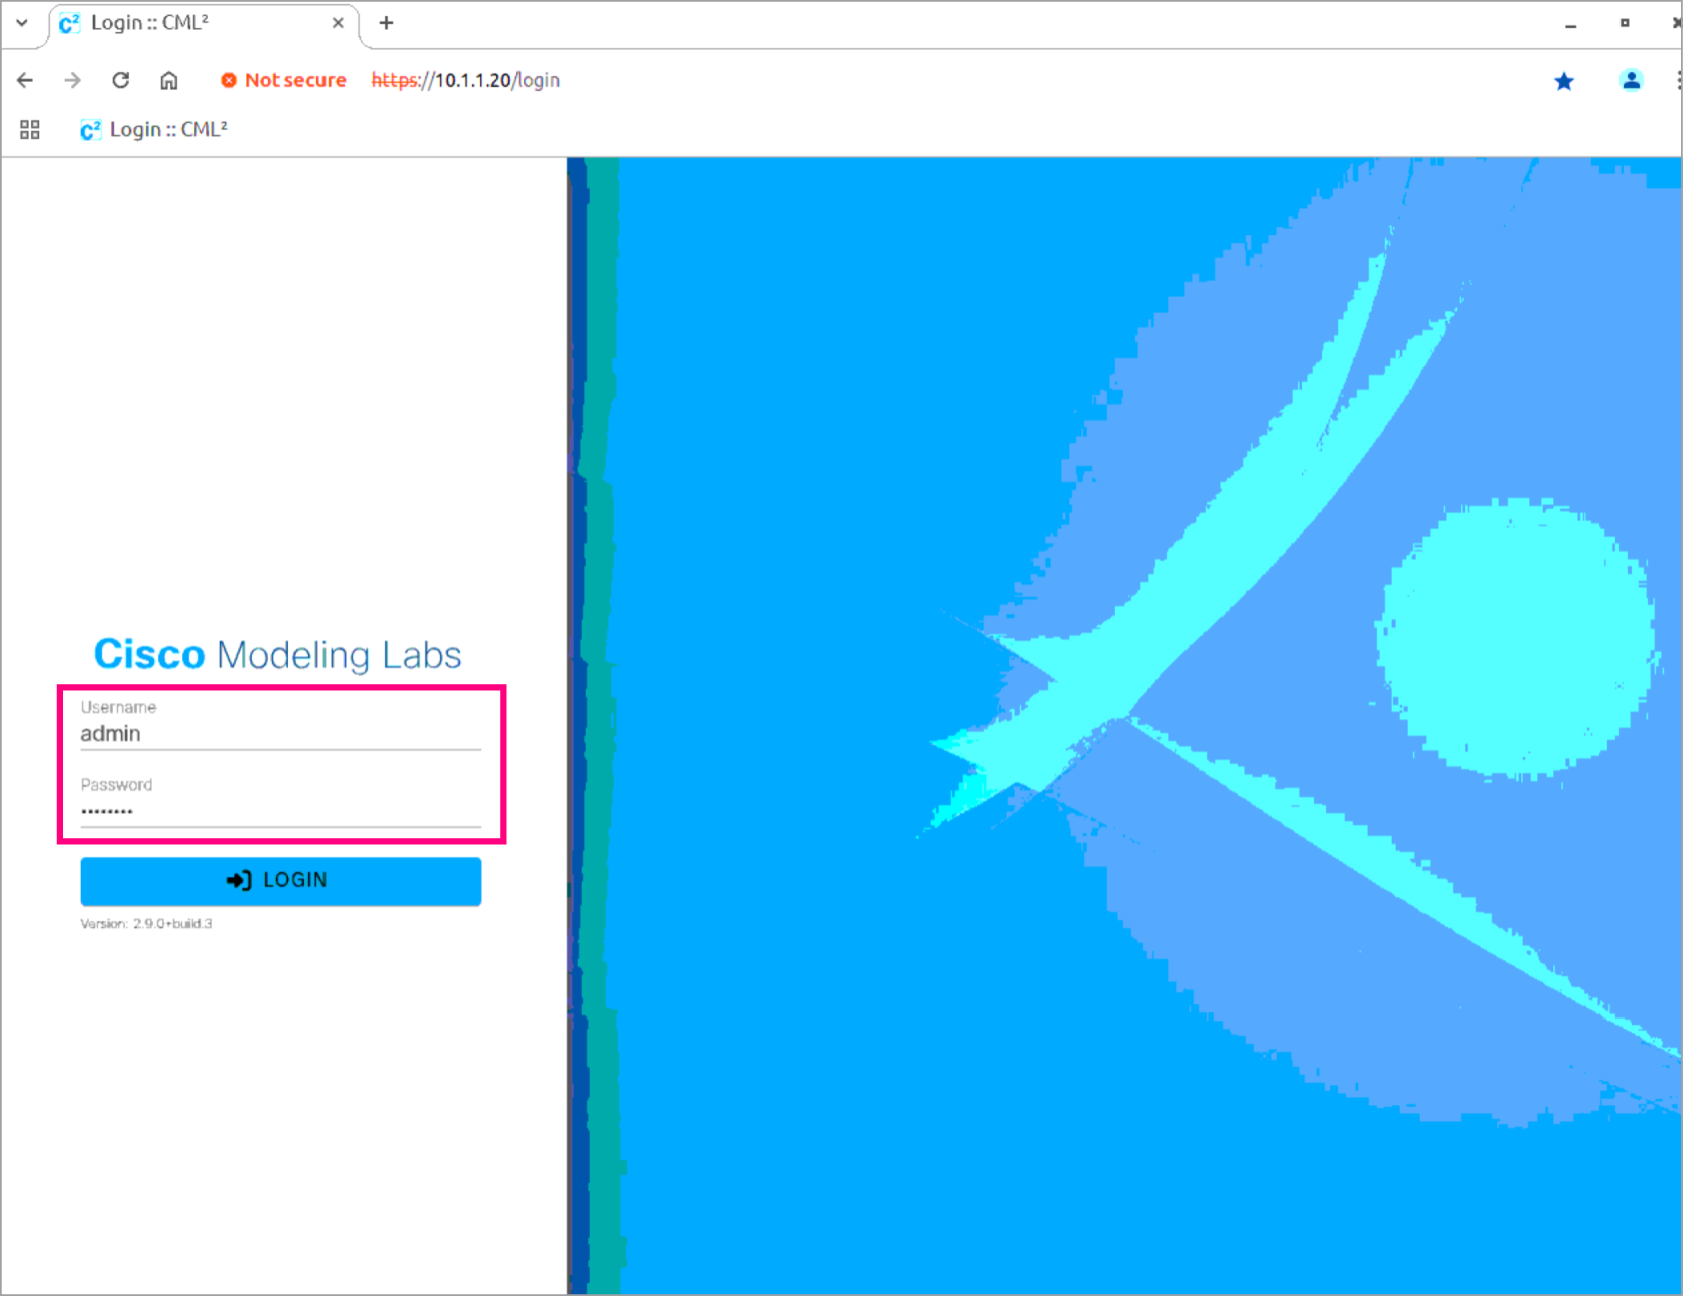 Login :: CML²
Not secure https://10.1.1.20/login
C² Login :: CML²
Cisco Modeling Labs
Username
admin
Password
••••••••
LOGIN
Version: 2.9.0+build.3